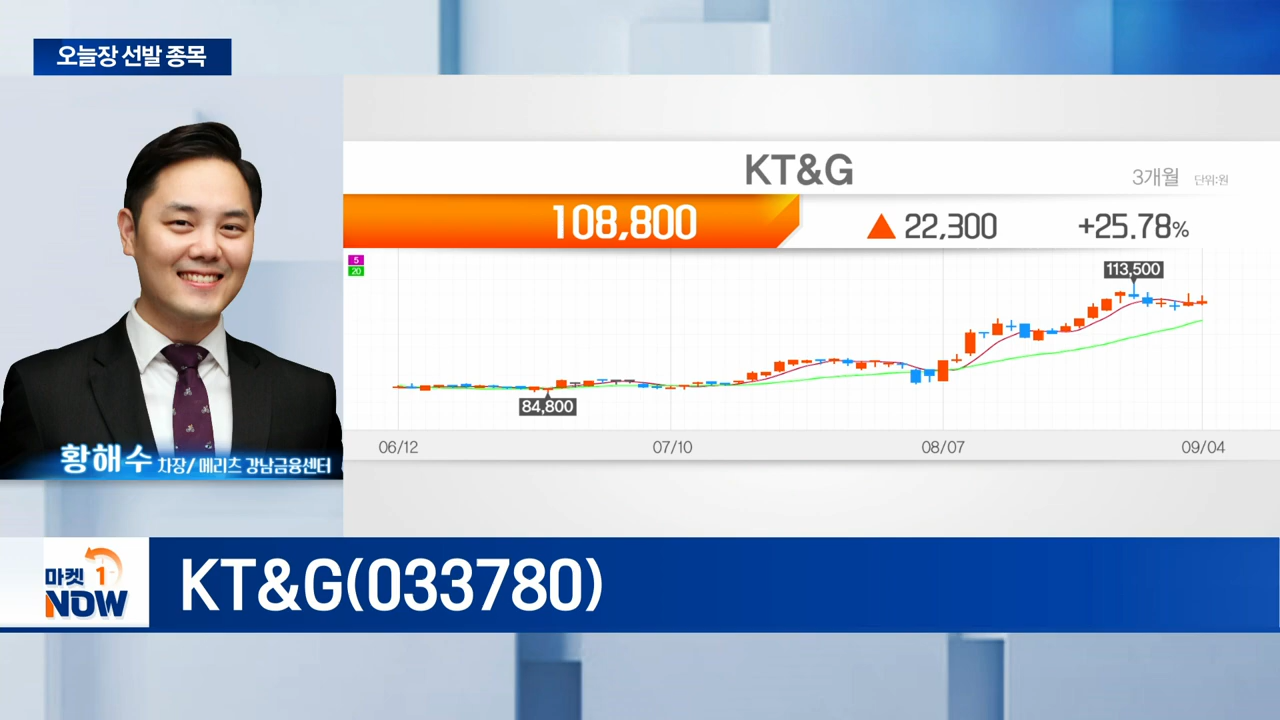 오늘장 선발 종목
KT&G
3개월 단위:원
108,800 ▲ 22,300 +25.78%
5
20
113,500
84,800
06/12 07/10 08/07 09/04
황해수 차장/ 메리츠 강남금융센터
마켓 1
NOW
KT&G(033780)